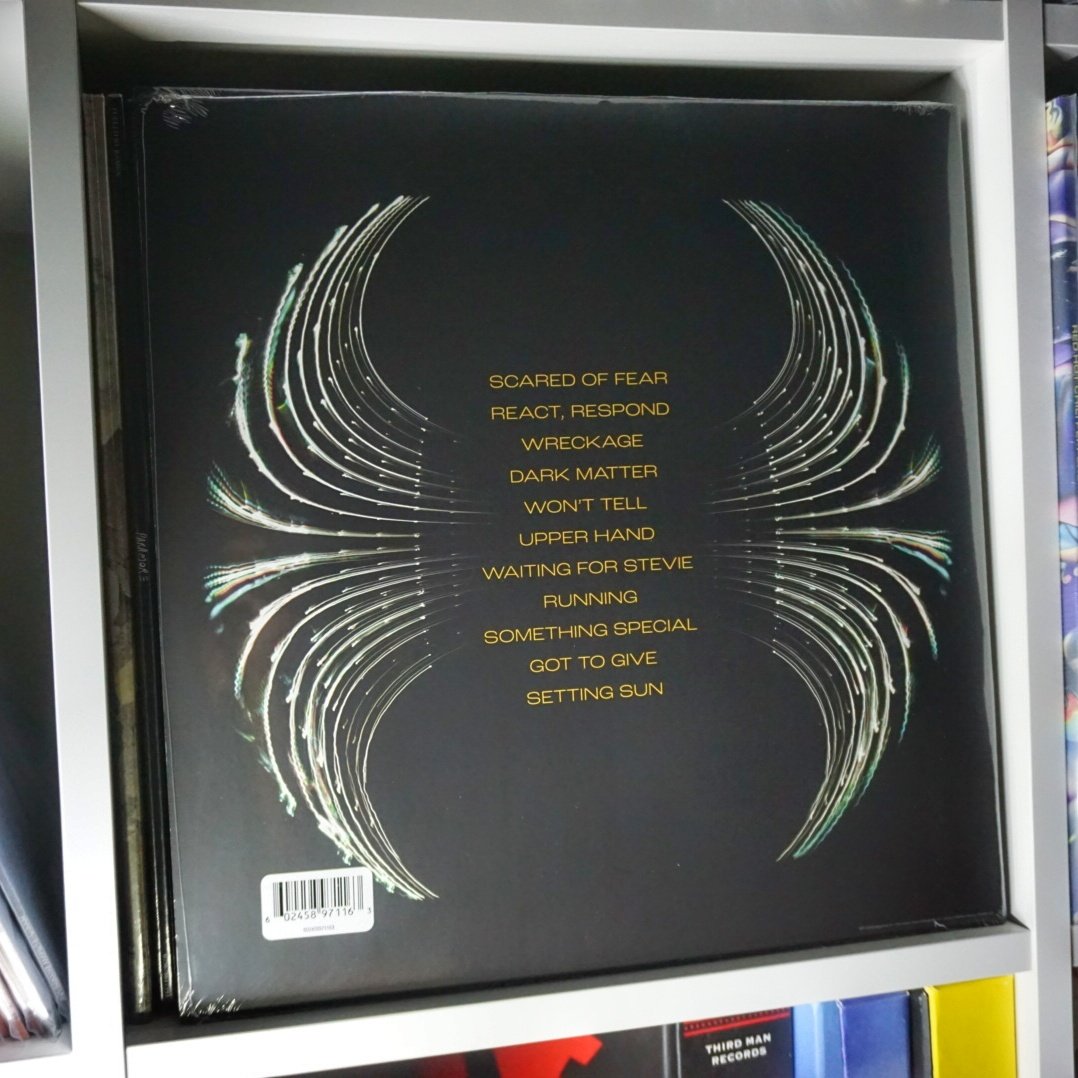 SCARED OF FEAR
REACT, RESPOND
WRECKAGE
DARK MATTER
WON'T TELL
UPPER HAND
WAITING FOR STEVIE
RUNNING
SOMETHING SPECIAL
GOT TO GIVE
SETTING SUN
6 02458 97116 3
THIRD MAN
RECORDS